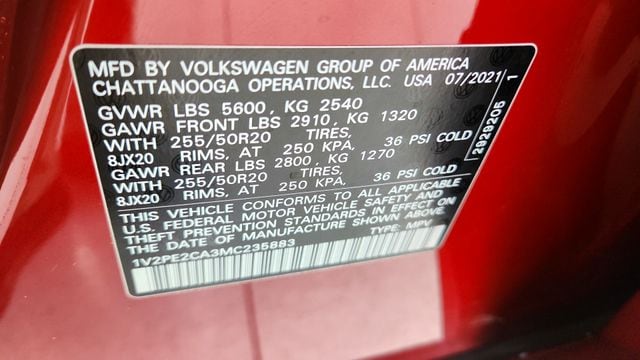 MFD BY VOLKSWAGEN GROUP OF AMERICA
CHATTANOOGA OPERATIONS, LLC. USA 07/2021
GVWR LBS 5600, KG 2540
GAWR FRONT LBS 2910, KG 1320
WITH 255/50R20 TIRES,
8JX20 RIMS, AT 250 KPA, 36 PSI COLD
GAWR REAR LBS 2800, KG 1270
WITH 255/50R20 TIRES,
8JX20 RIMS, AT 250 KPA, 36 PSI COLD
THIS VEHICLE CONFORMS TO ALL APPLICABLE
U.S. FEDERAL MOTOR VEHICLE SAFETY AND
THEFT PREVENTION STANDARDS IN EFFECT ON
THE DATE OF MANUFACTURE SHOWN ABOVE.
1V2PE2CA3MC235883 TYPE: MPV
2929205 1